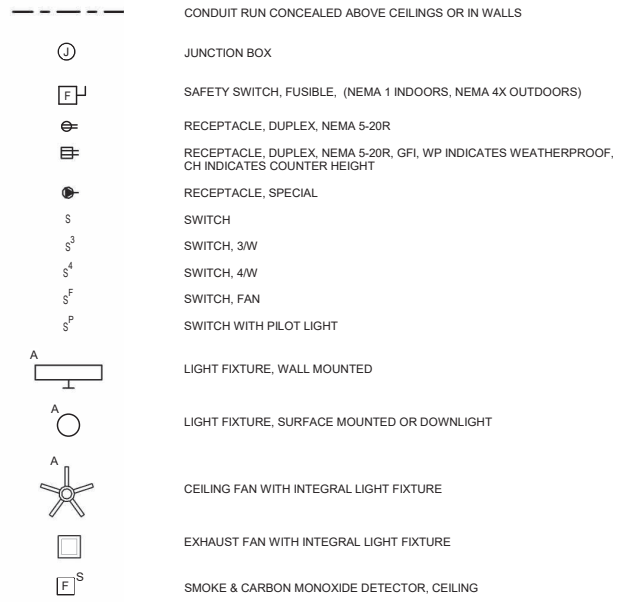 CONDUIT RUN CONCEALED ABOVE CEILINGS OR IN WALLS
J JUNCTION BOX
F SAFETY SWITCH, FUSIBLE, (NEMA 1 INDOORS, NEMA 4X OUTDOORS)
RECEPTACLE, DUPLEX, NEMA 5-20R
RECEPTACLE, DUPLEX, NEMA 5-20R, GFI, WP INDICATES WEATHERPROOF,
CH INDICATES COUNTER HEIGHT
RECEPTACLE, SPECIAL
S SWITCH
S3 SWITCH, 3/W
S4 SWITCH, 4/W
SF SWITCH, FAN
SP SWITCH WITH PILOT LIGHT
A
LIGHT FIXTURE, WALL MOUNTED
A
LIGHT FIXTURE, SURFACE MOUNTED OR DOWNLIGHT
A
CEILING FAN WITH INTEGRAL LIGHT FIXTURE
EXHAUST FAN WITH INTEGRAL LIGHT FIXTURE
F S SMOKE & CARBON MONOXIDE DETECTOR, CEILING